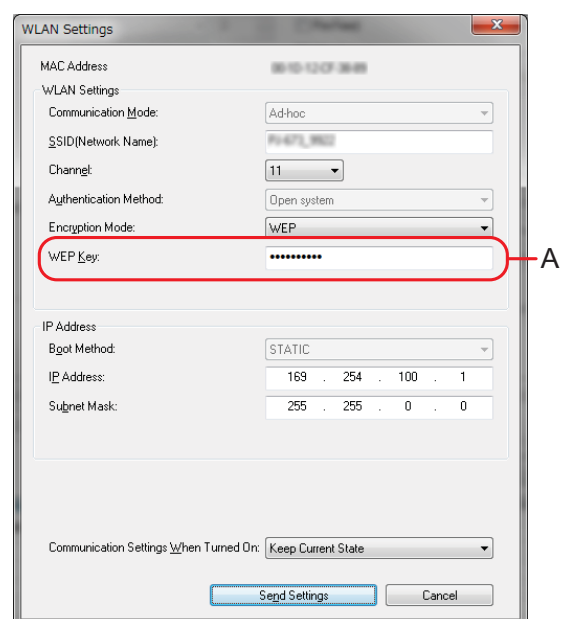 WLAN Settings
MAC Address
WLAN Settings
Communication Mode: Ad-hoc
SSID(Network Name):
Channel: 11
Authentication Method: Open system
Encryption Mode: WEP
WEP Key: ••••••••••
A
IP Address
Boot Method: STATIC
IP Address: 169 . 254 . 100 . 1
Subnet Mask: 255 . 255 . 0 . 0
Communication Settings When Turned On: Keep Current State
Send Settings Cancel